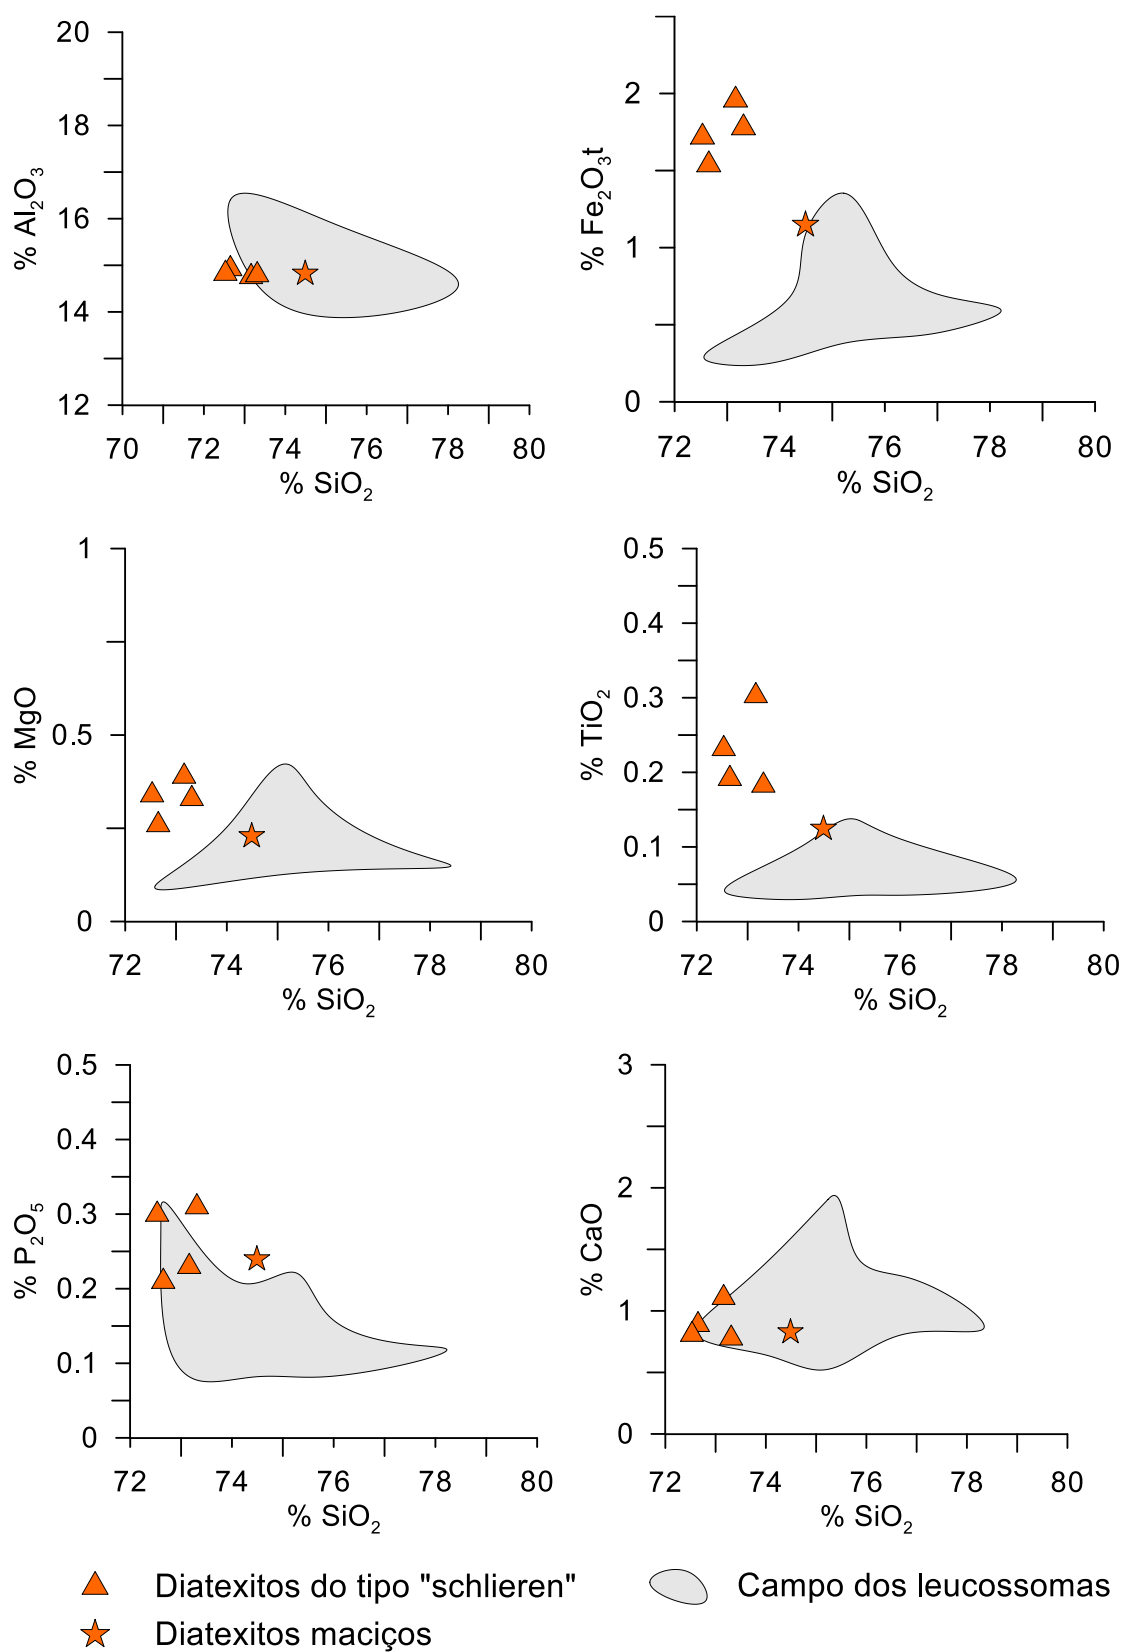 20
18
16
14
12
% Al₂O₃
70 72 74 76 78 80
% SiO₂
2
1
0
% Fe₂O₃t
72 74 76 78 80
% SiO₂
1
0.5
0
% MgO
72 74 76 78 80
% SiO₂
0.5
0.4
0.3
0.2
0.1
0
% TiO₂
72 74 76 78 80
% SiO₂
0.5
0.4
0.3
0.2
0.1
0
% P₂O₅
72 74 76 78 80
% SiO₂
3
2
1
0
% CaO
72 74 76 78 80
% SiO₂
Diatexitos do tipo "schlieren"
Campo dos leucossomas
Diatexitos maciços